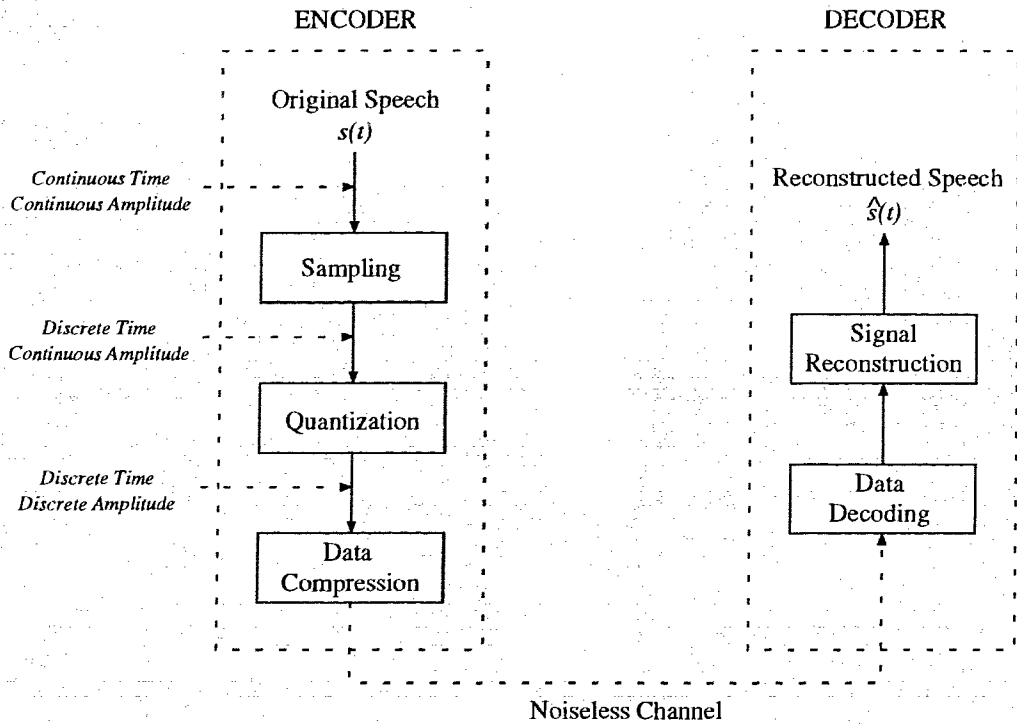 ENCODER
DECODER
Original Speech
s(t)
Continuous Time
Continuous Amplitude
Sampling
Discrete Time
Continuous Amplitude
Quantization
Discrete Time
Discrete Amplitude
Data
Compression
Reconstructed Speech
ŝ(t)
Signal
Reconstruction
Data
Decoding
Noiseless Channel